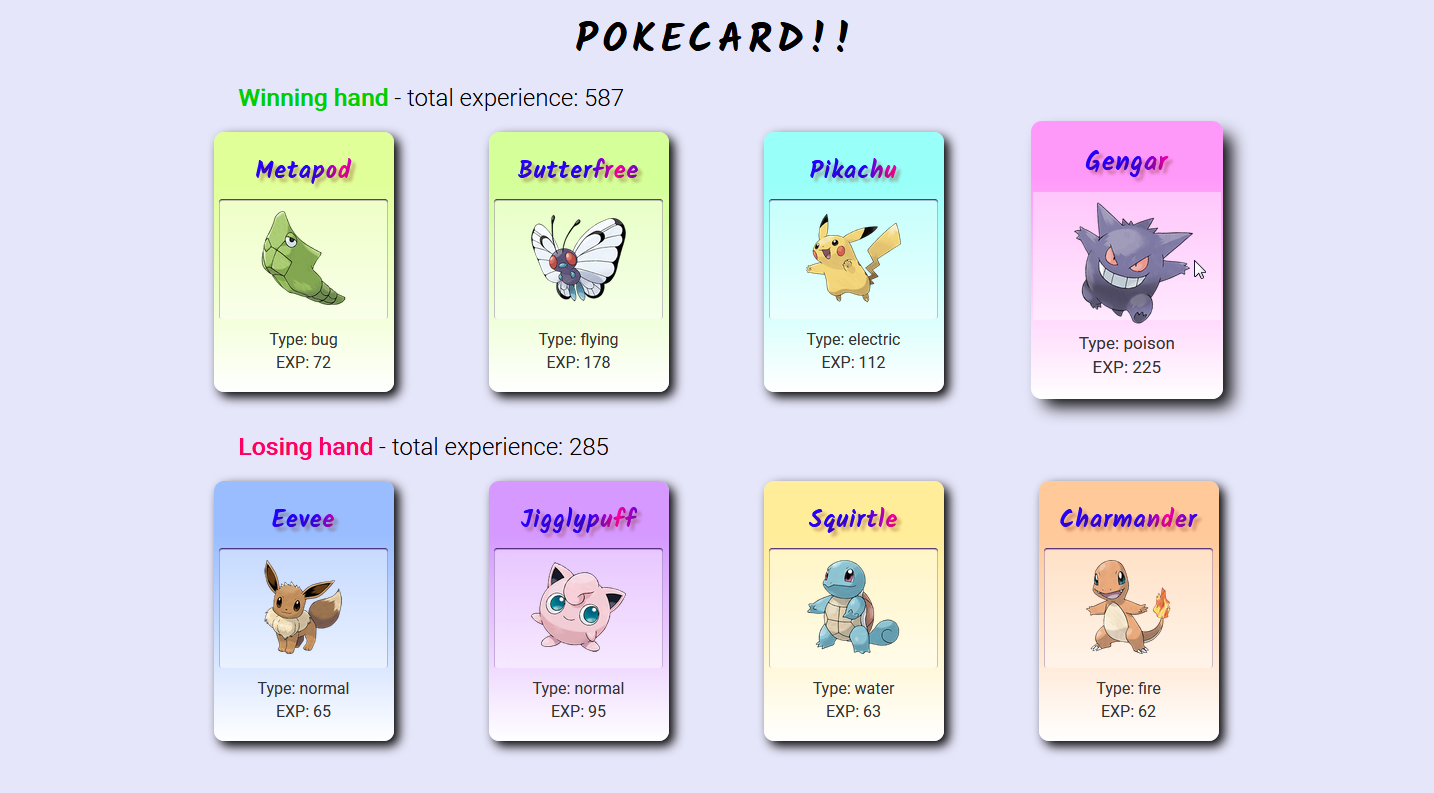 POKECARD!!
Winning hand - total experience: 587
Metapod
Type: bug
EXP: 72
Butterfree
Type: flying
EXP: 178
Pikachu
Type: electric
EXP: 112
Gengar
Type: poison
EXP: 225
Losing hand - total experience: 285
Eevee
Type: normal
EXP: 65
Jigglypuff
Type: normal
EXP: 95
Squirtle
Type: water
EXP: 63
Charmander
Type: fire
EXP: 62